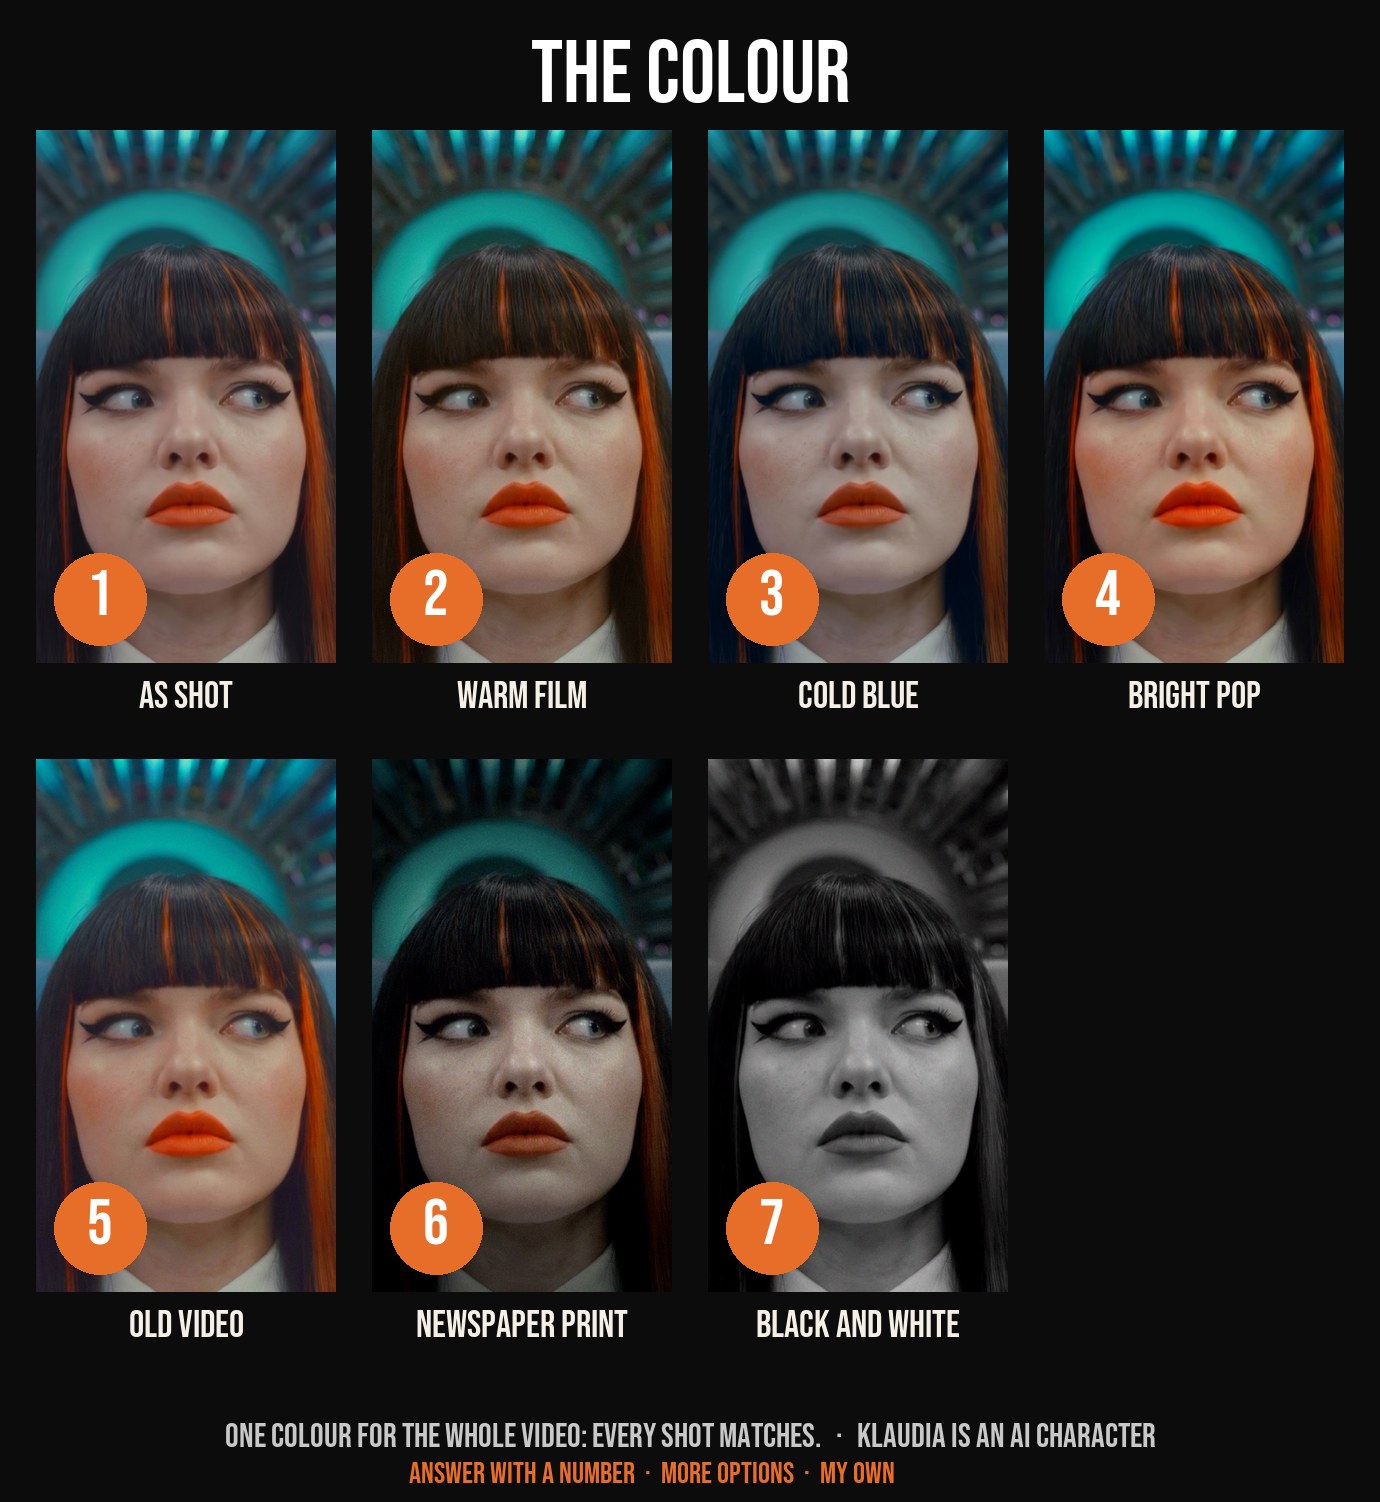 THE COLOUR
1
2
3
4
AS SHOT
WARM FILM
COLD BLUE
BRIGHT POP
5
6
7
OLD VIDEO
NEWSPAPER PRINT
BLACK AND WHITE
ONE COLOUR FOR THE WHOLE VIDEO: EVERY SHOT MATCHES. · KLAUDIA IS AN AI CHARACTER
ANSWER WITH A NUMBER · MORE OPTIONS · MY OWN